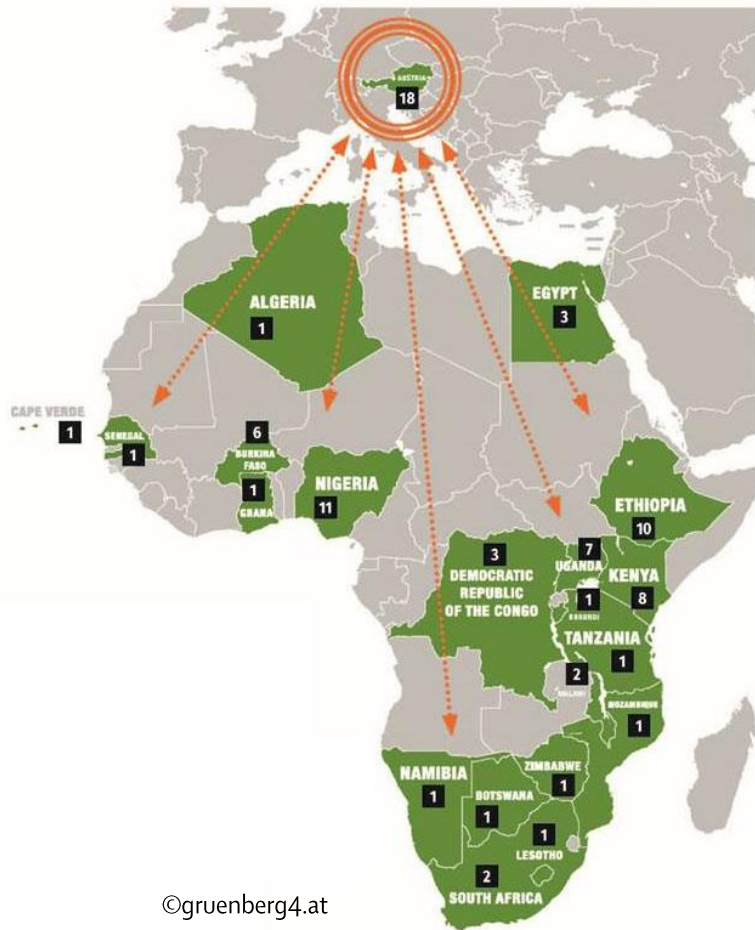 AUSTRIA
18
ALGERIA
1
EGYPT
3
CAPE VERDE
1
SENEGAL
1
6
BURKINA
FASO
1
GHANA
NIGERIA
11
ETHIOPIA
10
3
DEMOCRATIC
REPUBLIC
OF THE CONGO
7
UGANDA
KENYA
8
1
BURUNDI
TANZANIA
1
2
MALAWI
MOZAMBIQUE
1
NAMIBIA
1
ZIMBABWE
1
BOTSWANA
1
1
LESOTHO
2
SOUTH AFRICA
©gruenberg4.at